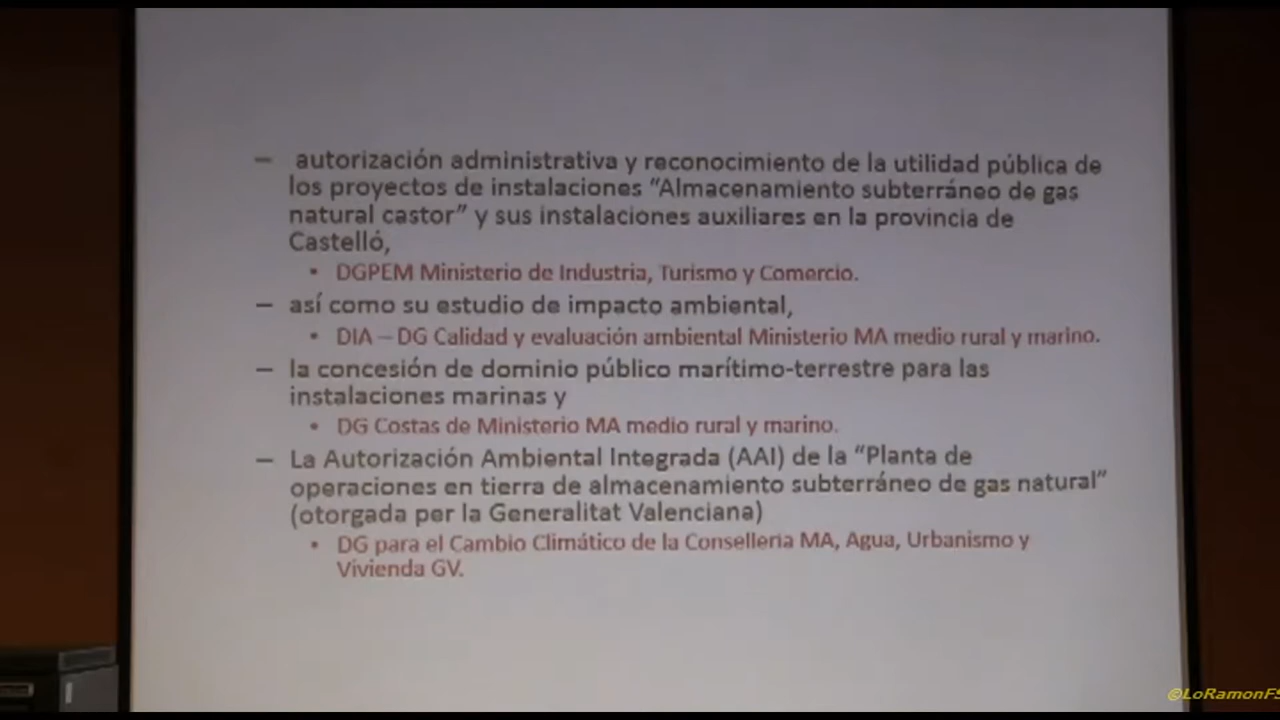 – autorización administrativa y reconocimiento de la utilidad pública de
los proyectos de instalaciones “Almacenamiento subterráneo de gas
natural castor” y sus instalaciones auxiliares en la provincia de
Castelló,
• DGPEM Ministerio de Industria, Turismo y Comercio.
– así como su estudio de impacto ambiental,
• DIA – DG Calidad y evaluación ambiental Ministerio MA medio rural y marino.
– la concesión de dominio público marítimo-terrestre para las
instalaciones marinas y
• DG Costas de Ministerio MA medio rural y marino.
– La Autorización Ambiental Integrada (AAI) de la “Planta de
operaciones en tierra de almacenamiento subterráneo de gas natural”
(otorgada per la Generalitat Valenciana)
• DG para el Cambio Climático de la Conselleria MA, Agua, Urbanismo y
Vivienda GV.
©LoRamonFS